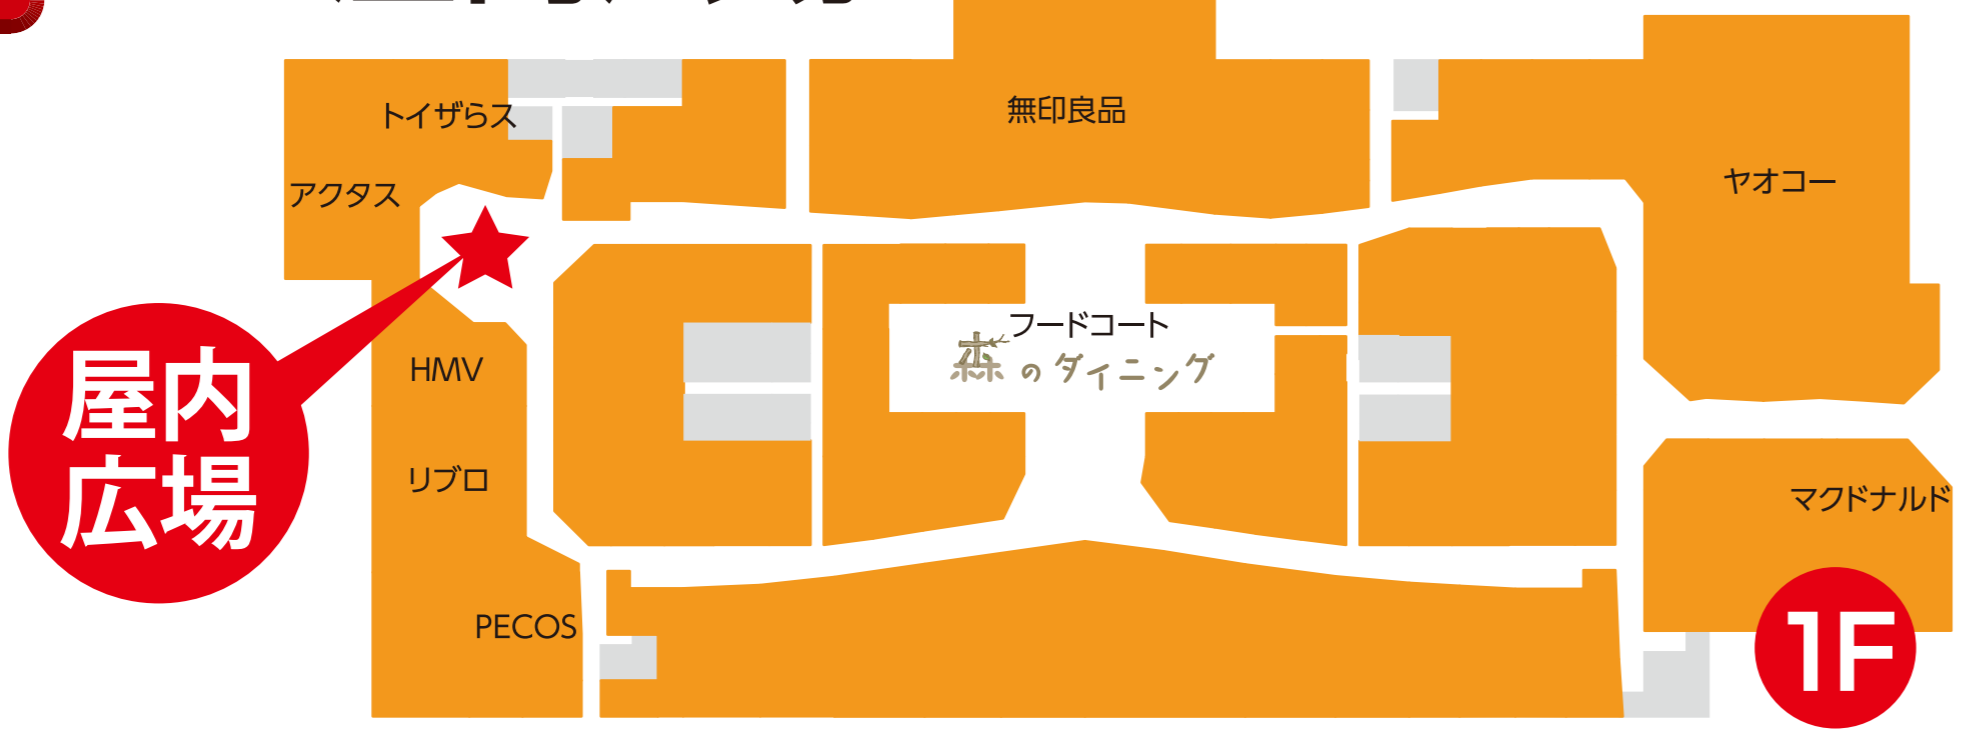 無印良品
トイザらス
アクタス
ヤオコー
フードコート
森のダイニング
HMV
屋内
広場
リブロ
マクドナルド
PECOS
1F